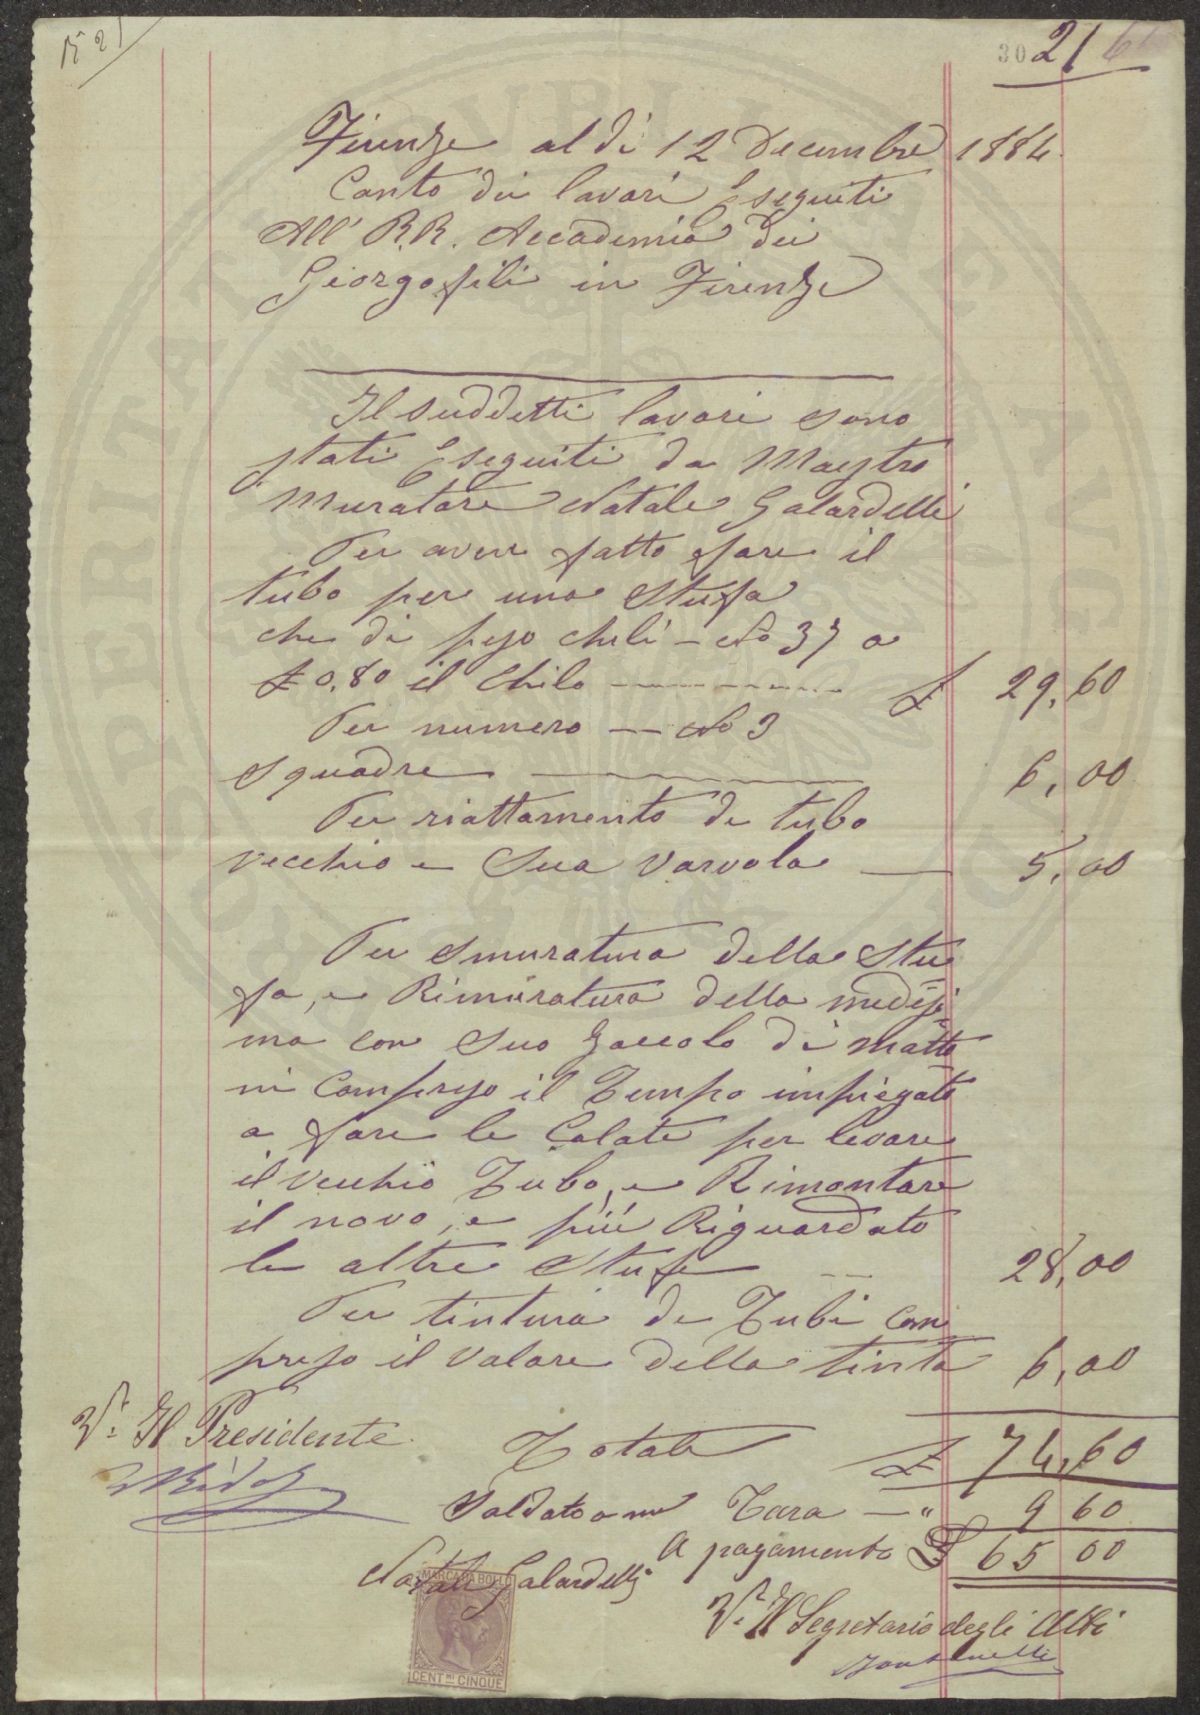 152
30 21
Firenze al di 12 Decembre 1884
Conto dei lavori Eseguiti
All' R.R. Accademia dei
Giorgofili in Firenze
Il suddetti lavori sono
stati Eseguiti da Maestro
Muratore Natale Galardelli
Per aver fatto fare il
tubo per una Stufa
che di peso chili - No 37 a
£ 0,80 il Chilo £ 29,60
Per numero — No 3
Squadre 6,00
Per riattamento di tubo
vecchio e Sua Varvola 5,00
Per Smuratura della Stu
fa, e Rimuratura della medesi
ma con Suo Zoccolo di Matto
ni Compreso il Tempo impiegato
a fare le Calate per levare
il vecchio Tubo, e Rimontare
il novo, e più Riguardato
le altre Stufe 28,00
Per tintura di Tubi Com
preso il Valore della tinta 6,00
V.° Il Presidente
Totale £ 74,60
Saldato a me Tara — " 9 60
A pagamento £ 65 00
Natale Galardelli
MARCA DA BOLLO
CENT.MI CINQUE
V.° Il Segretario degli Atti